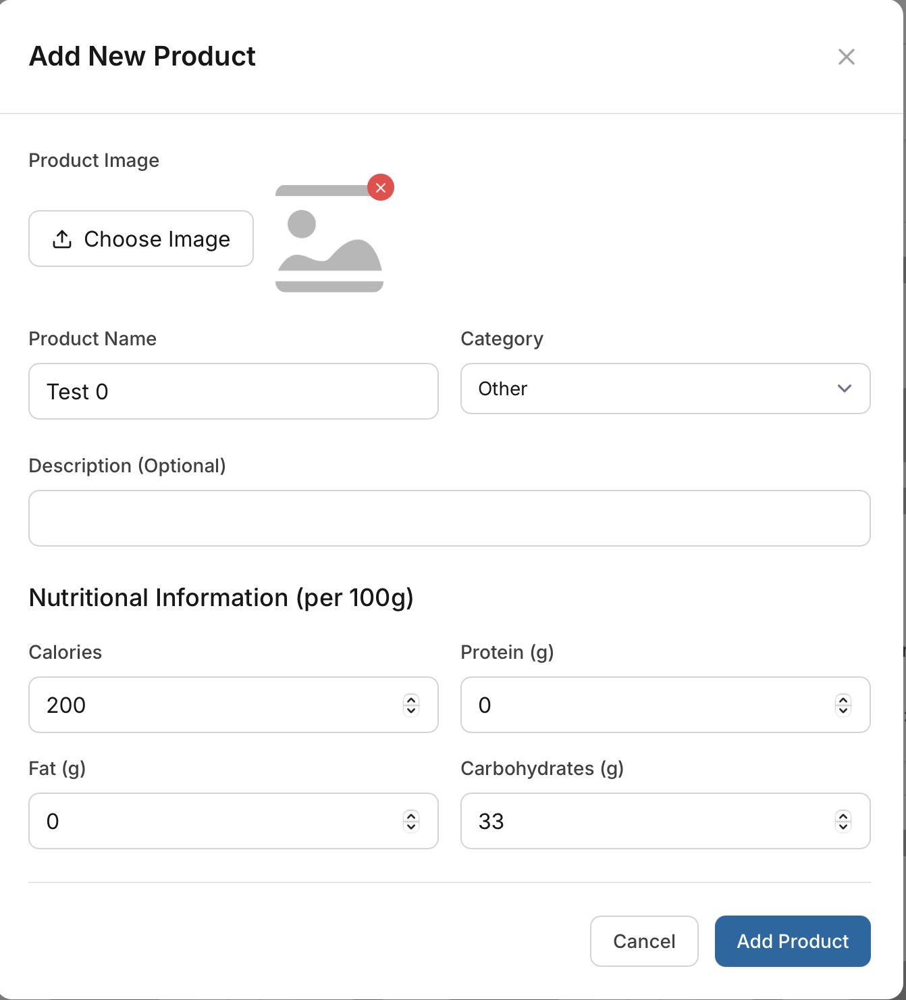 Add New Product
Product Image
Choose Image
Product Name
Category
Test 0
Other
Description (Optional)
Nutritional Information (per 100g)
Calories
Protein (g)
200
0
Fat (g)
Carbohydrates (g)
0
33
Cancel
Add Product